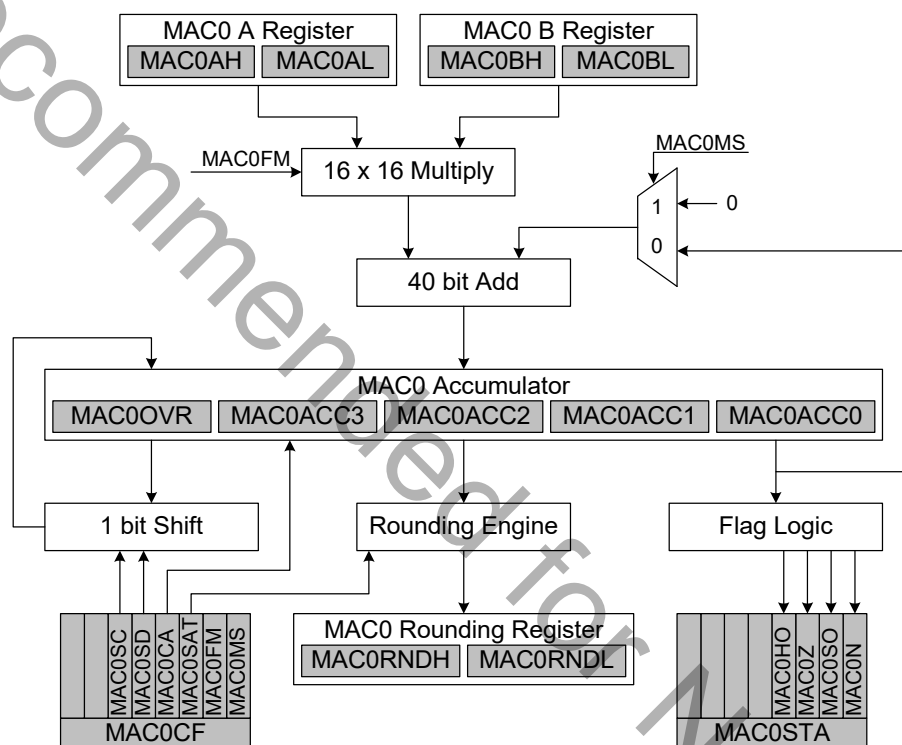 MAC0 A Register
MAC0AH MAC0AL
MAC0 B Register
MAC0BH MAC0BL
MAC0FM
16 x 16 Multiply
MAC0MS
1
0
0
40 bit Add
MAC0 Accumulator
MAC0OVR MAC0ACC3 MAC0ACC2 MAC0ACC1 MAC0ACC0
1 bit Shift
Rounding Engine
Flag Logic
MAC0 Rounding Register
MAC0RNDH MAC0RNDL
MAC0SC
MAC0SD
MAC0CA
MAC0SAT
MAC0FM
MAC0MS
MAC0CF
MAC0HO
MAC0Z
MAC0SO
MAC0N
MAC0STA
commended for N